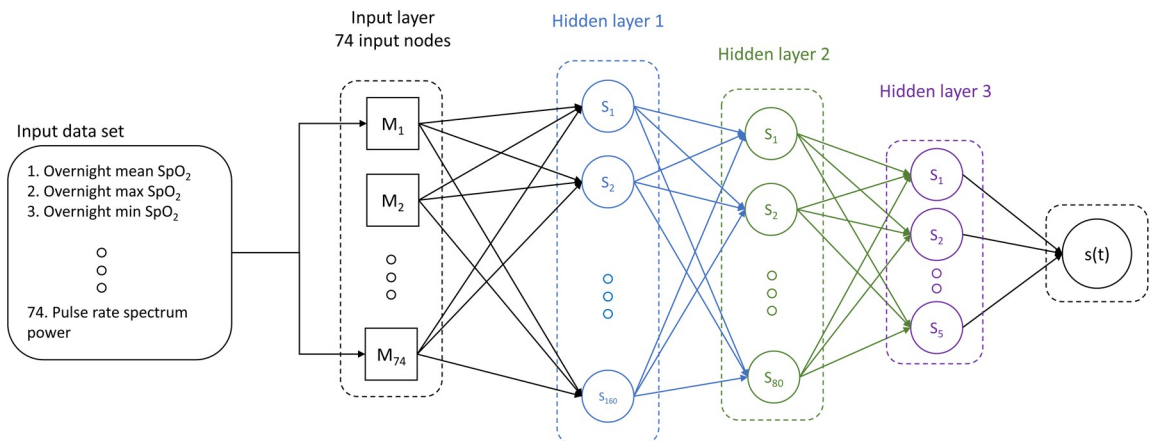 Input data set
1. Overnight mean SpO₂
2. Overnight max SpO₂
3. Overnight min SpO₂
74. Pulse rate spectrum
power
Input layer
74 input nodes
M₁
M₂
M₇₄
Hidden layer 1
S₁
S₂
S₁₆₀
Hidden layer 2
S₁
S₂
S₈₀
Hidden layer 3
S₁
S₂
S₅
s(t)